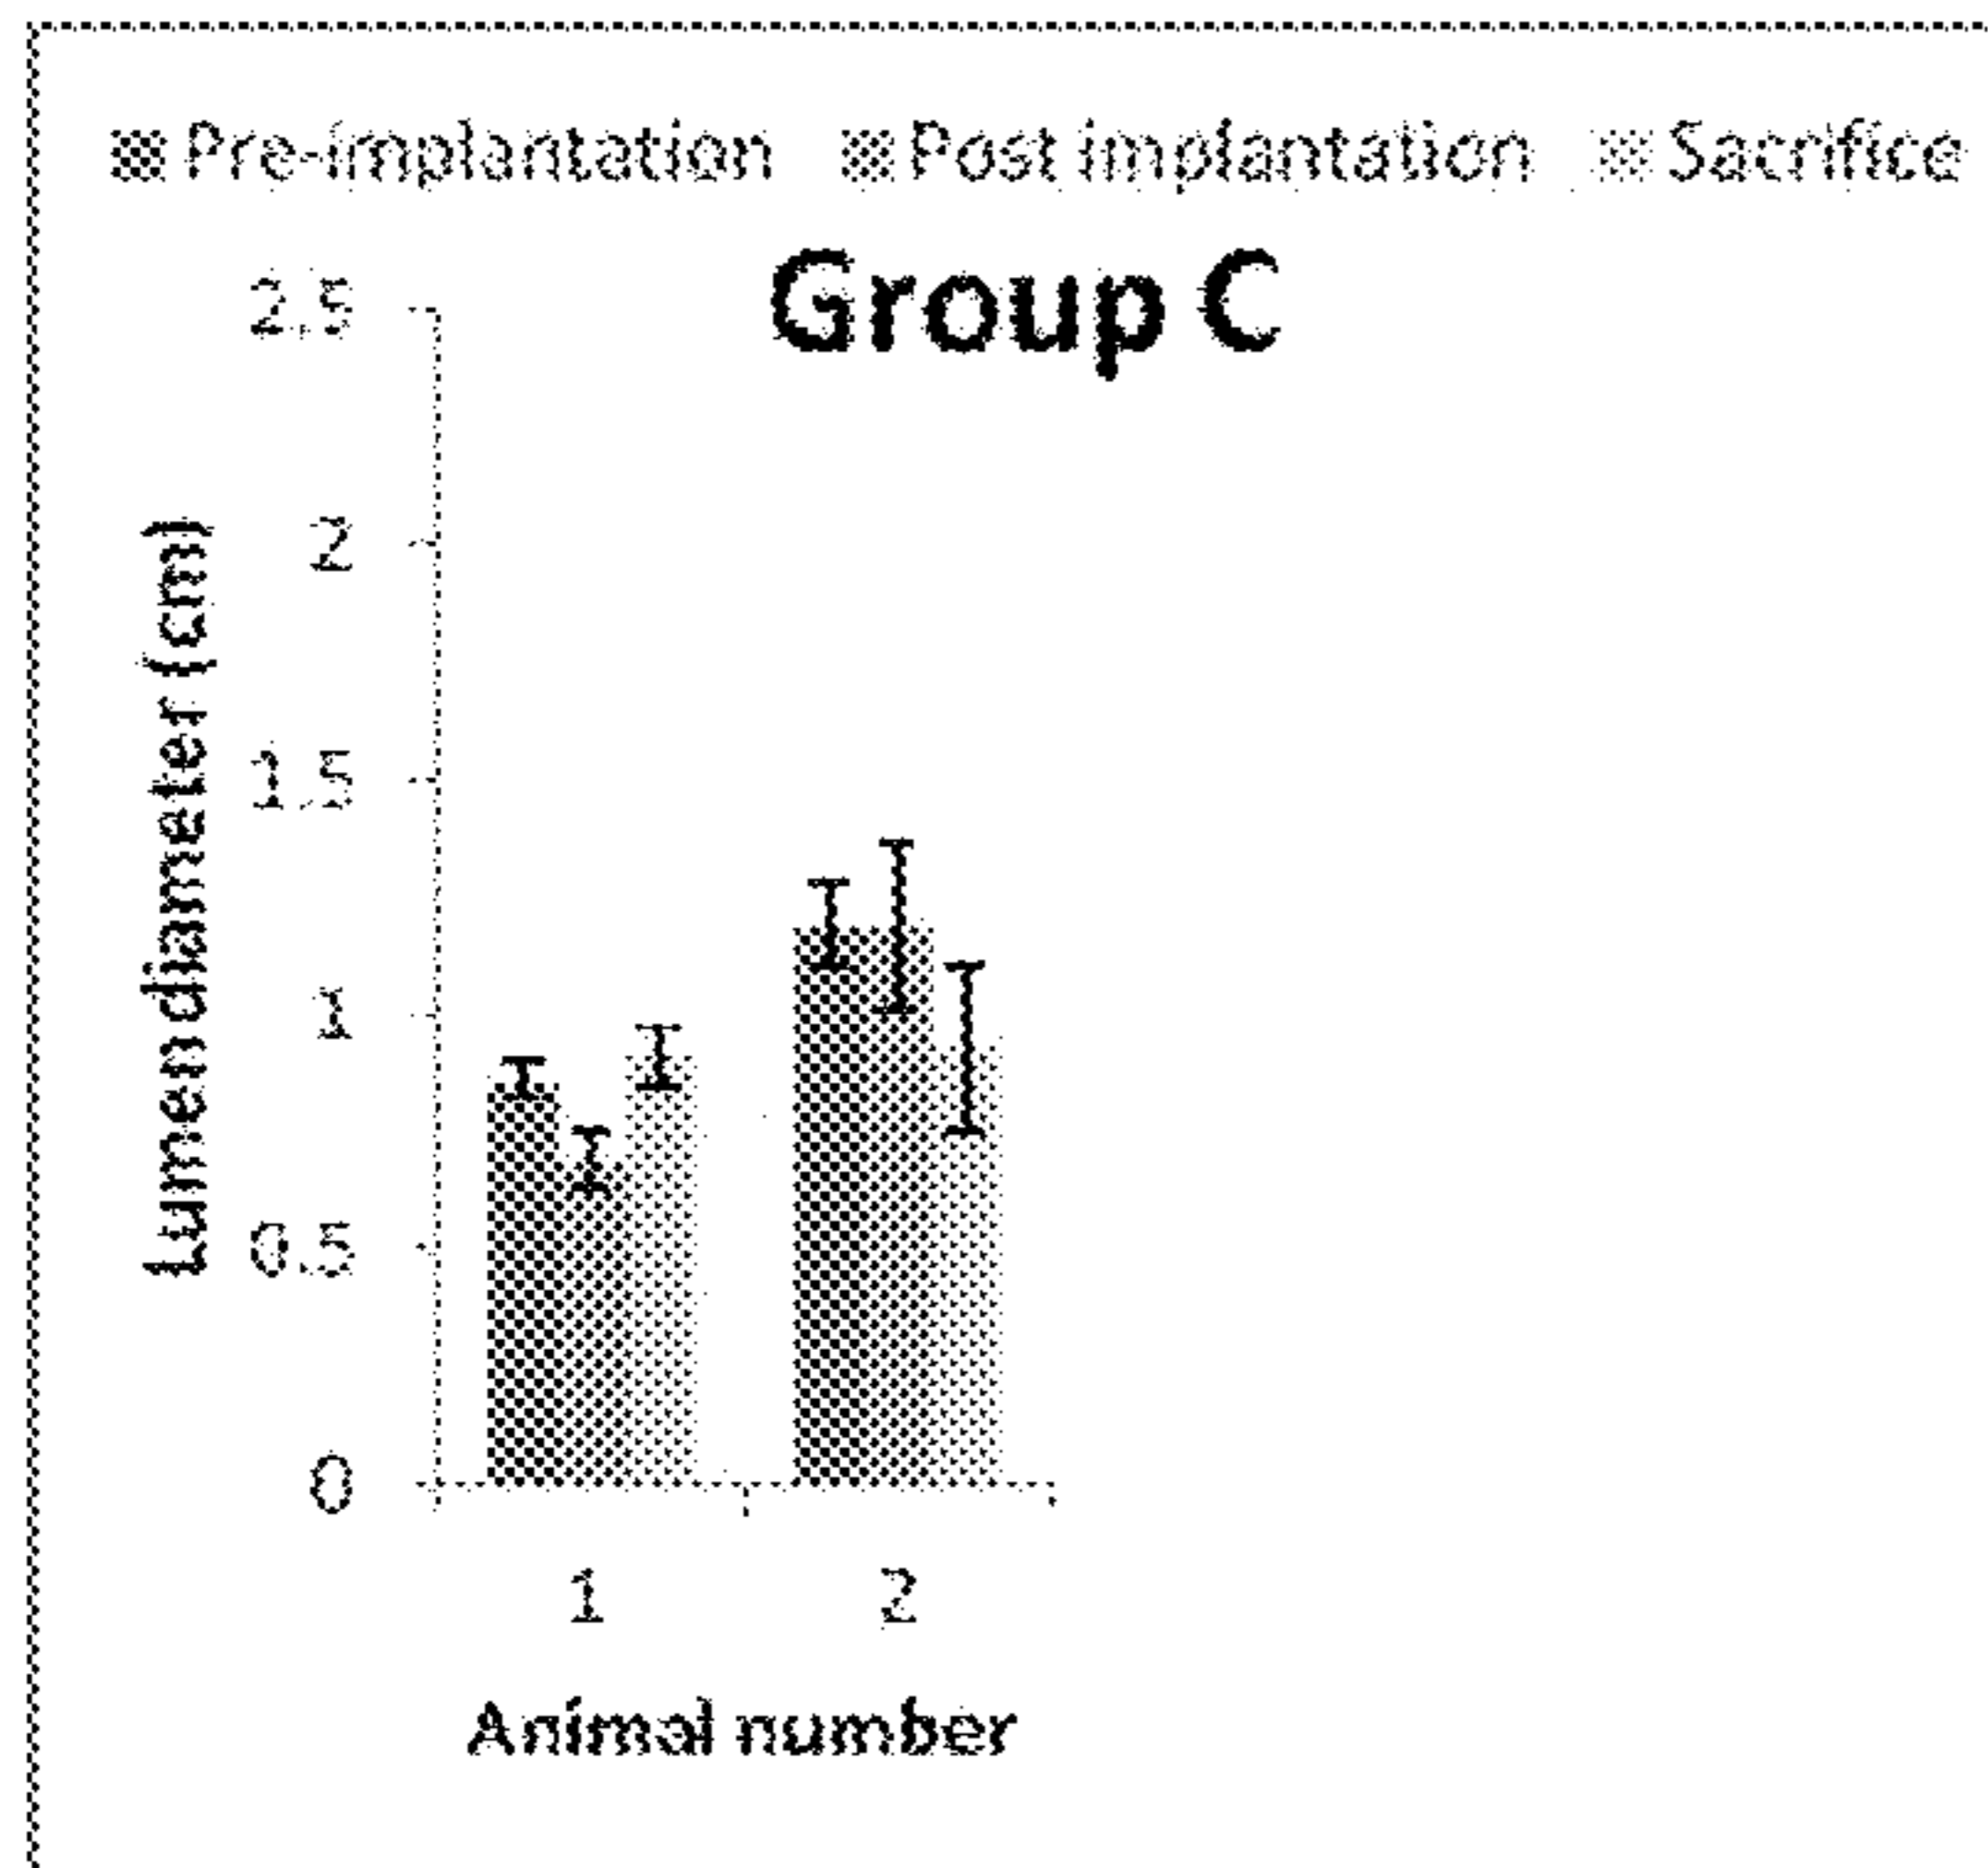 Pre-implantation Post implantation Sacrifice
Group C
2.5
2
1.5
1
0.5
0
Lumen diameter (cm)
1 2
Animal number